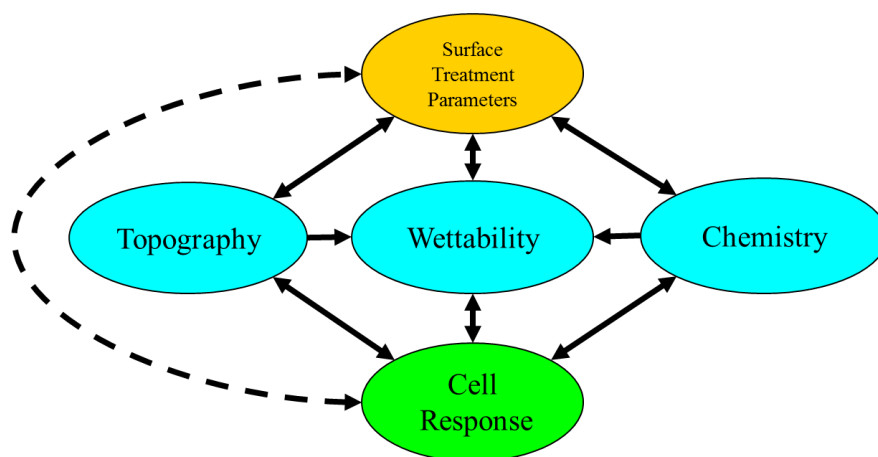 Surface
Treatment
Parameters
Topography
Wettability
Chemistry
Cell
Response